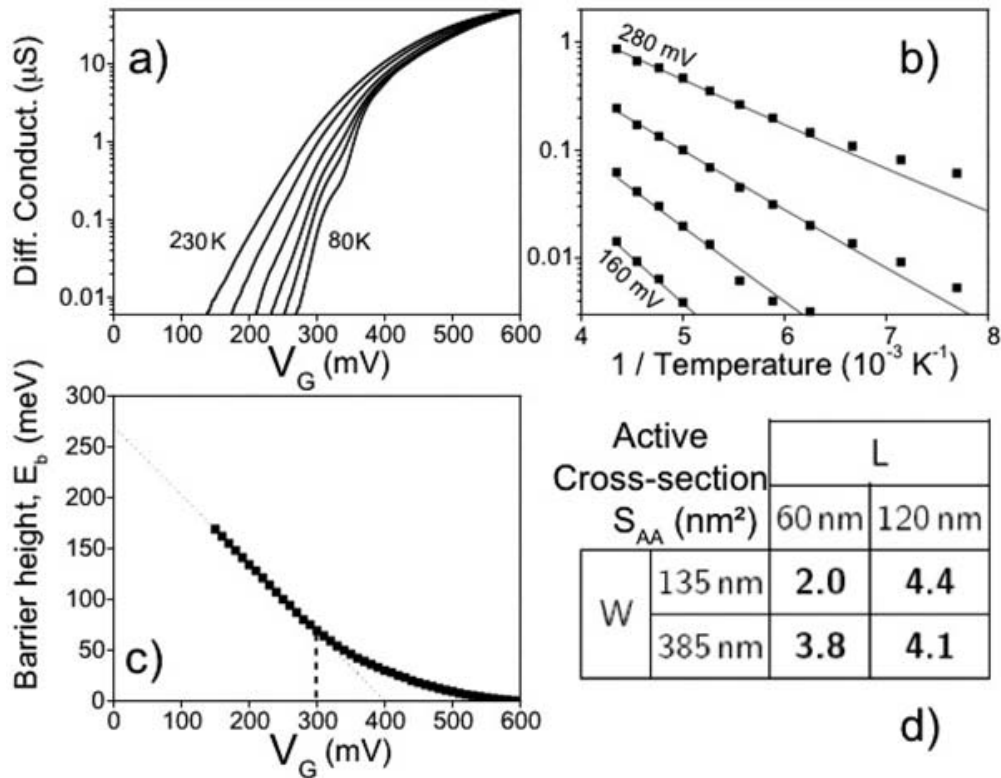 a)
Diff. Conduct. (μS)
10
1
0.1
0.01
230 K
80K
0 100 200 300 400 500 600
V_G (mV)
b)
1
0.1
0.01
280 mV
160 mV
4 5 6 7 8
1 / Temperature (10⁻³ K⁻¹)
Barrier height, E_b (meV)
300
250
200
150
100
50
0
c)
0 100 200 300 400 500 600
V_G (mV)
Active
Cross-section
S_AA (nm²)
L
60 nm 120 nm
W
135 nm 2.0 4.4
385 nm 3.8 4.1
d)